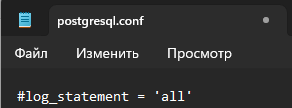 postgresql.conf
Файл Изменить Просмотр
#log_statement = 'all'